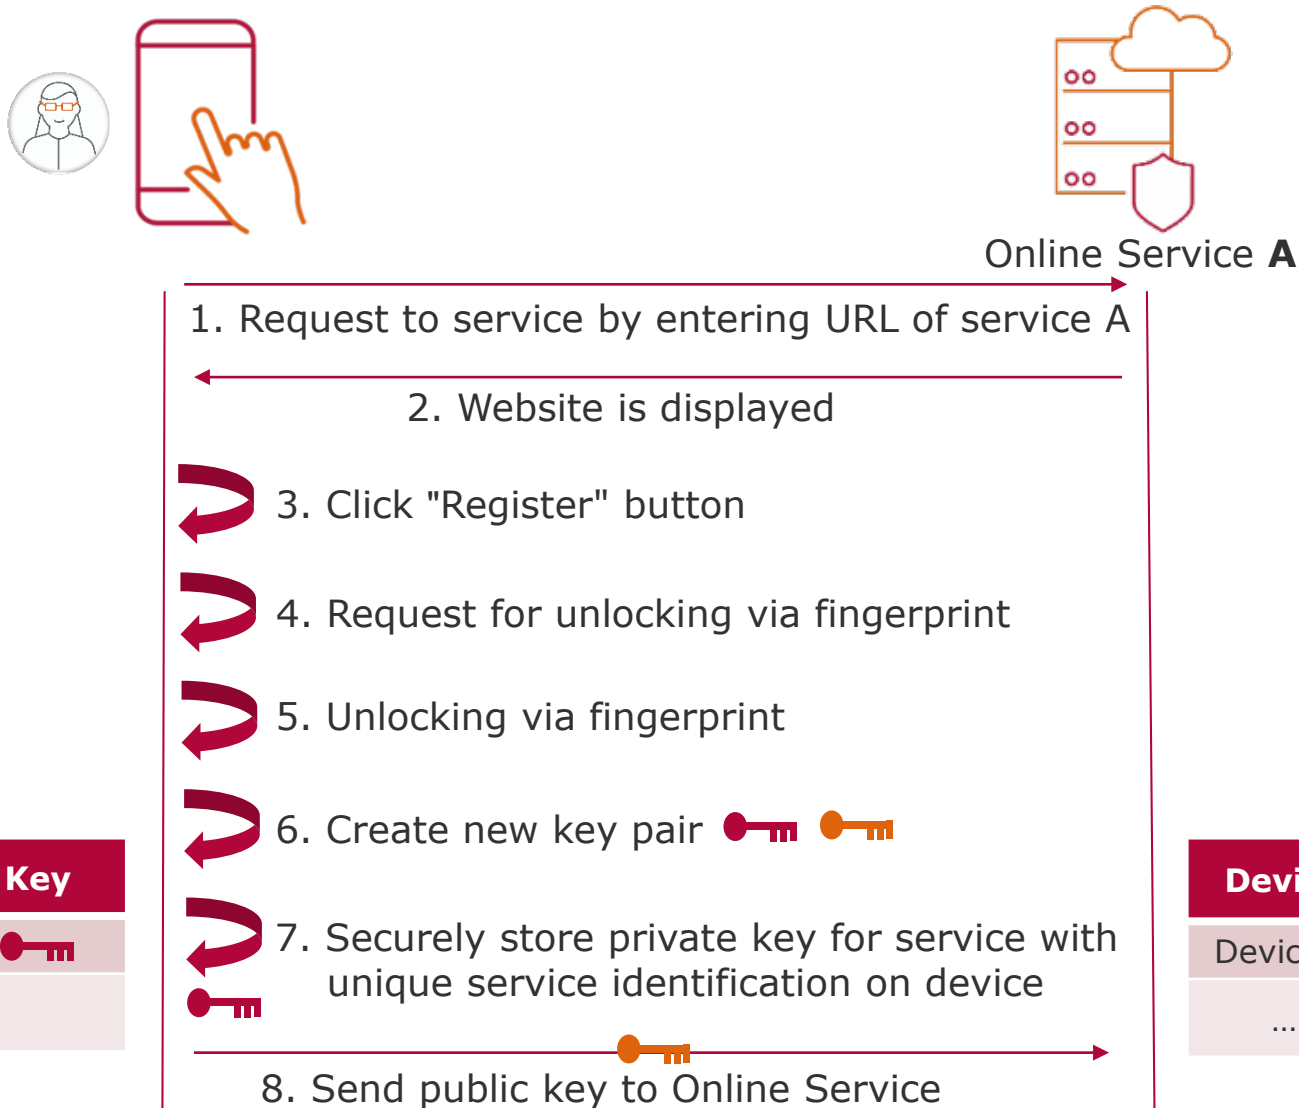 Online Service A
1. Request to service by entering URL of service A
2. Website is displayed
3. Click "Register" button
4. Request for unlocking via fingerprint
5. Unlocking via fingerprint
6. Create new key pair
Key
Devi
7. Securely store private key for service with
unique service identification on device
Devic
...
8. Send public key to Online Service